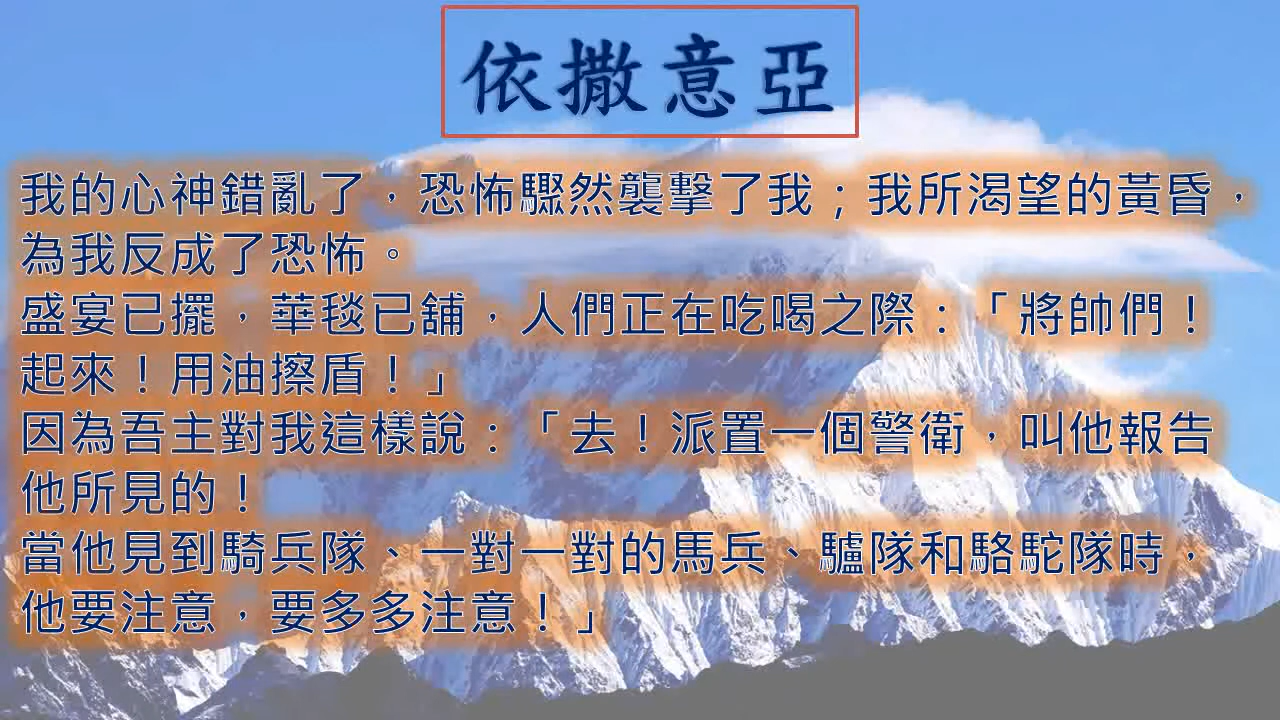 依撒意亞
我的心神錯亂了，恐怖驟然襲擊了我；我所渴望的黃昏，
為我反成了恐怖。
盛宴已擺，華毯已舖，人們正在吃喝之際：「將帥們！
起來！用油擦盾！」
因為吾主對我這樣說：「去！派置一個警衛，叫他報告
他所見的！
當他見到騎兵隊、一對一對的馬兵、驢隊和駱駝隊時，
他要注意，要多多注意！」